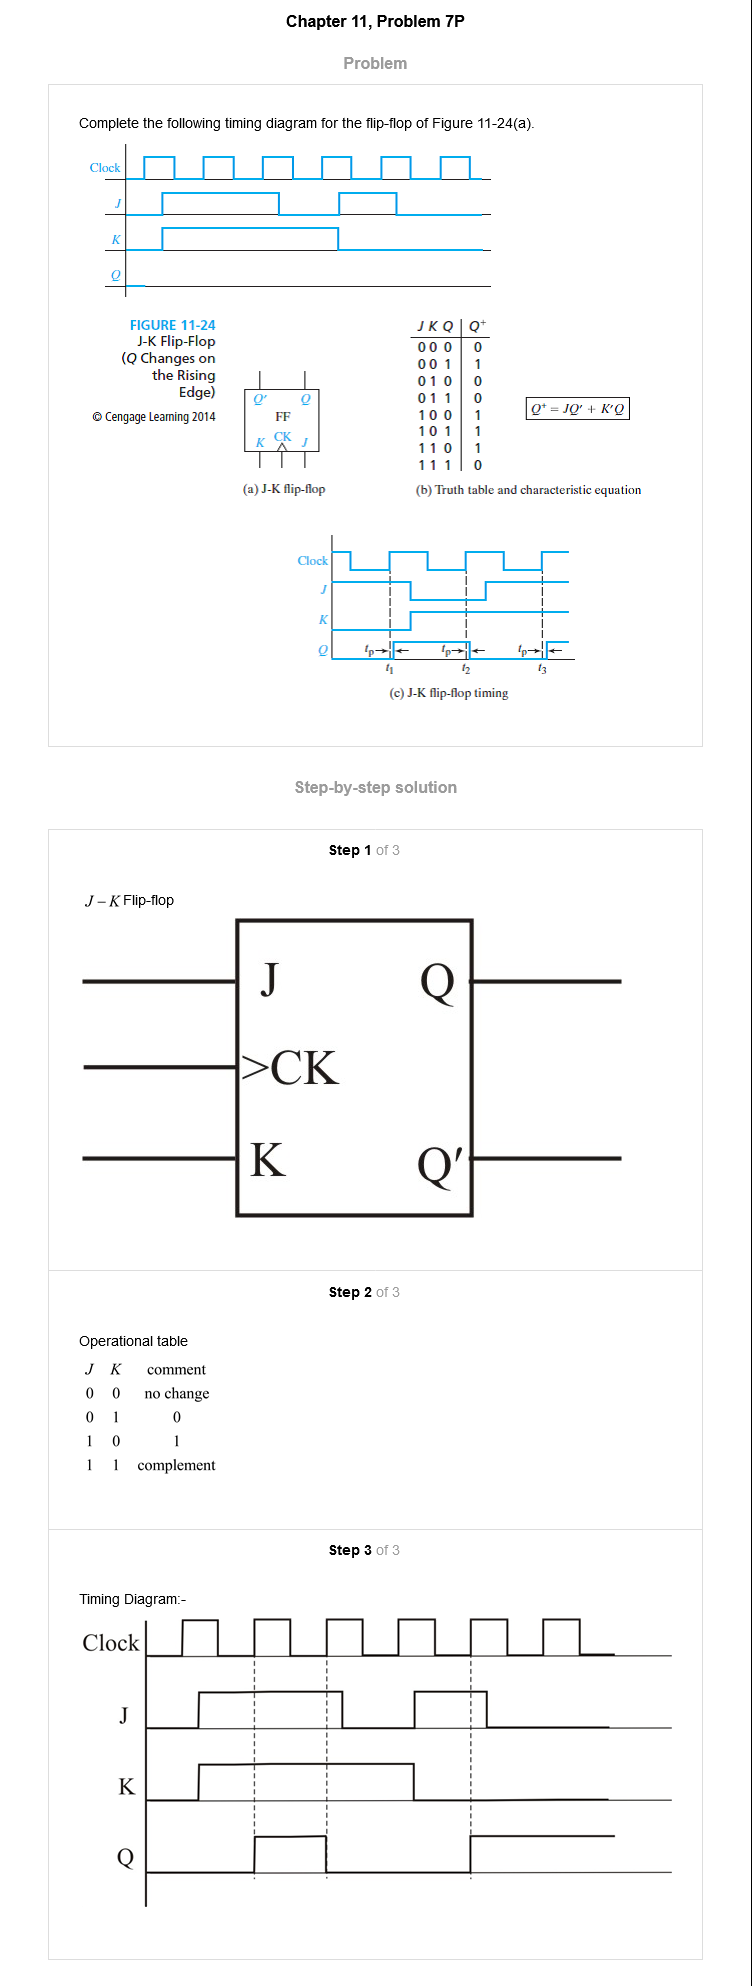 Chapter 11, Problem 7P
Problem
Complete the following timing diagram for the flip-flop of Figure 11-24(a).
Clock
J
K
Q
FIGURE 11-24
J-K Flip-Flop
(Q Changes on
the Rising
Edge)
© Cengage Learning 2014
Q′ Q
FF
K CK J
(a) J-K flip-flop
J K Q Q⁺
0 0 0 0
0 0 1 1
0 1 0 0
0 1 1 0
1 0 0 1
1 0 1 1
1 1 0 1
1 1 1 0
Q⁺ = JQ′ + K′Q
(b) Truth table and characteristic equation
Clock
J
K
Q
tp tp tp
t₁ t₂ t₃
(c) J-K flip-flop timing
Step-by-step solution
Step 1 of 3
J – K Flip-flop
J Q
>CK
K Q′
Step 2 of 3
Operational table
J K comment
0 0 no change
0 1 0
1 0 1
1 1 complement
Step 3 of 3
Timing Diagram:-
Clock
J
K
Q